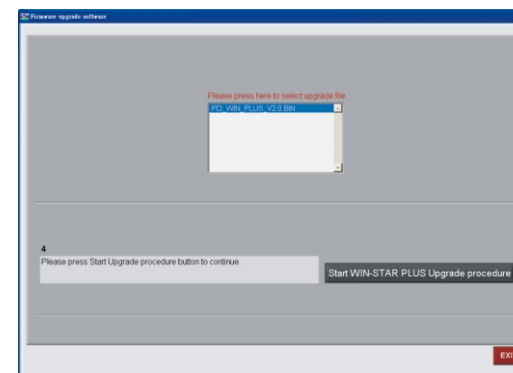 Firmware upgrade software
Please press here to select upgrade file.
PD_WIN_PLUS_V2.0.BIN
4
Please press Start Upgrade procedure button to continue.
Start WIN-STAR PLUS Upgrade procedure
EXI